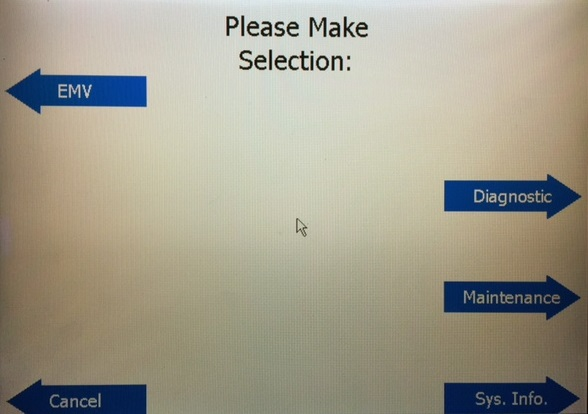 Please Make
Selection:
EMV
Diagnostic
Maintenance
Cancel
Sys. Info.